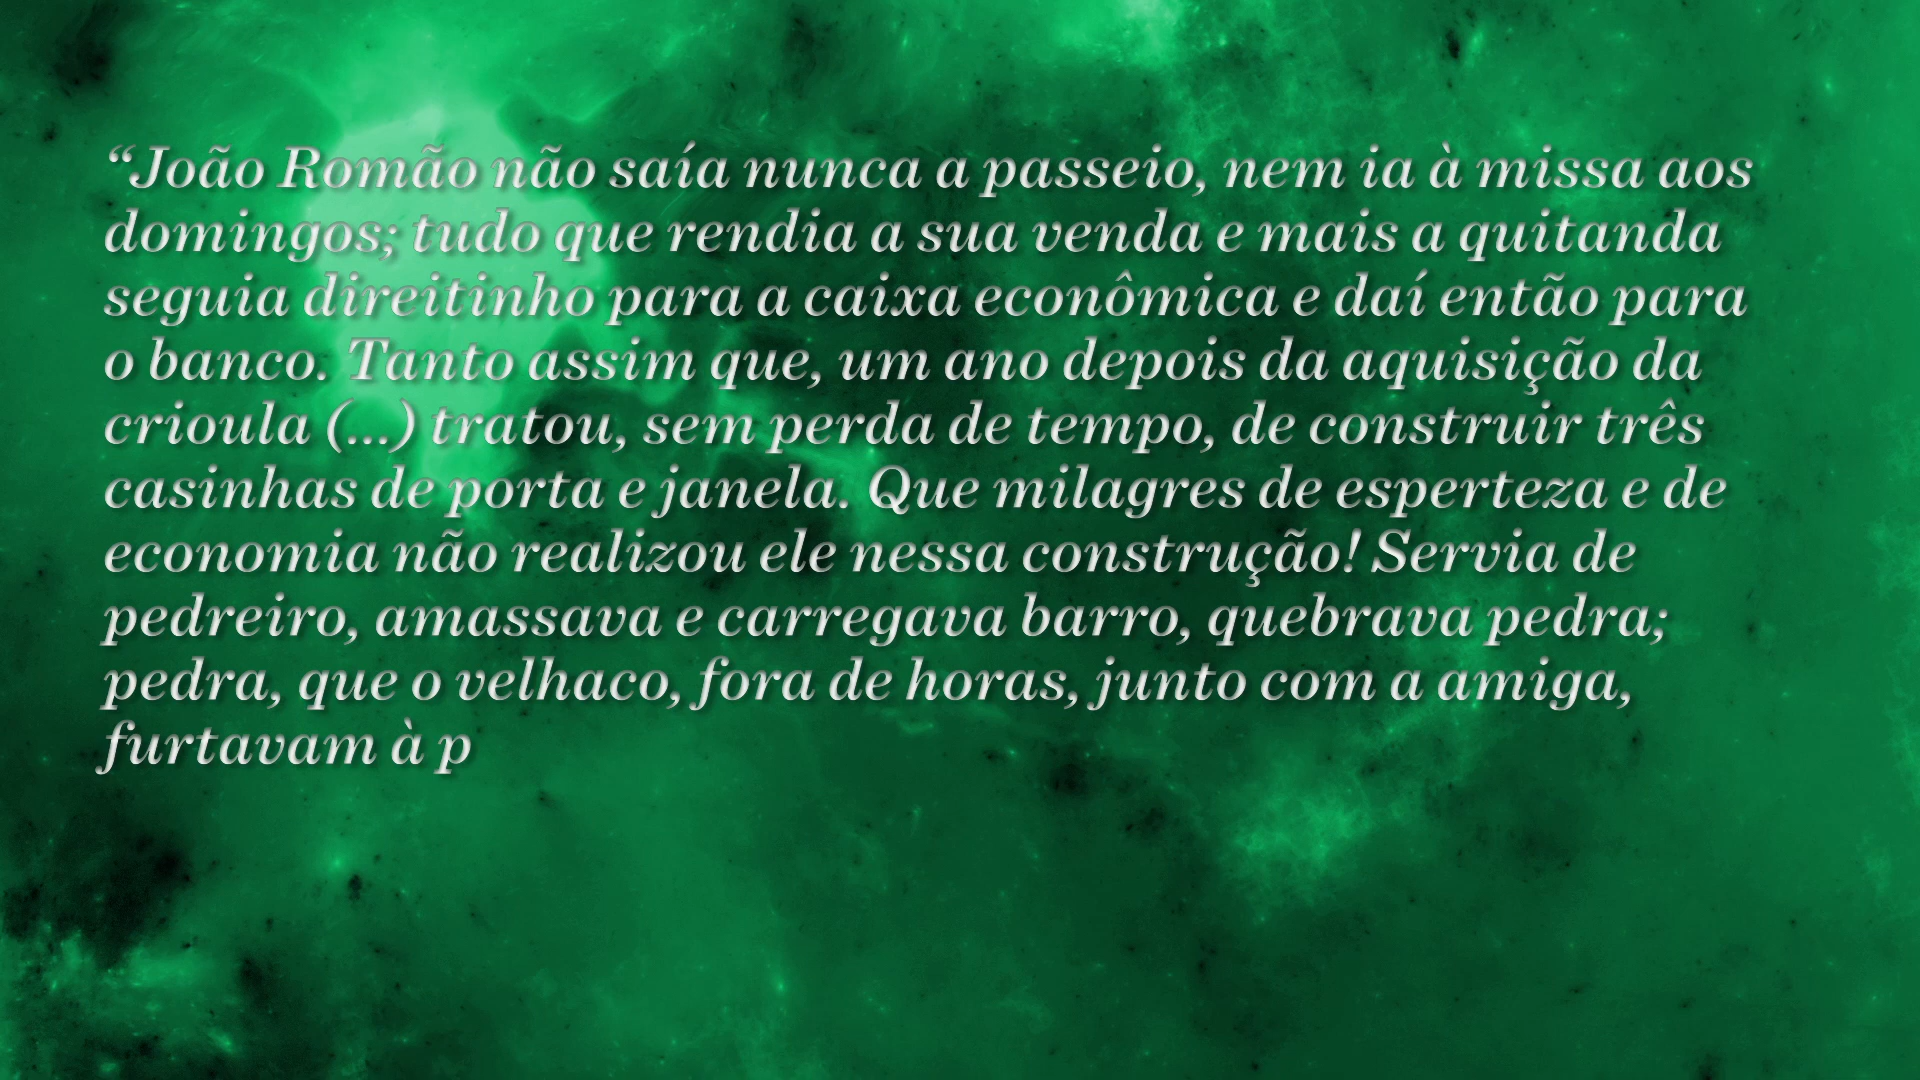 “João Romão não saía nunca a passeio, nem ia à missa aos
domingos; tudo que rendia a sua venda e mais a quitanda
seguia direitinho para a caixa econômica e daí então para
o banco. Tanto assim que, um ano depois da aquisição da
crioula (...) tratou, sem perda de tempo, de construir três
casinhas de porta e janela. Que milagres de esperteza e de
economia não realizou ele nessa construção! Servia de
pedreiro, amassava e carregava barro, quebrava pedra;
pedra, que o velhaco, fora de horas, junto com a amiga,
furtavam à p